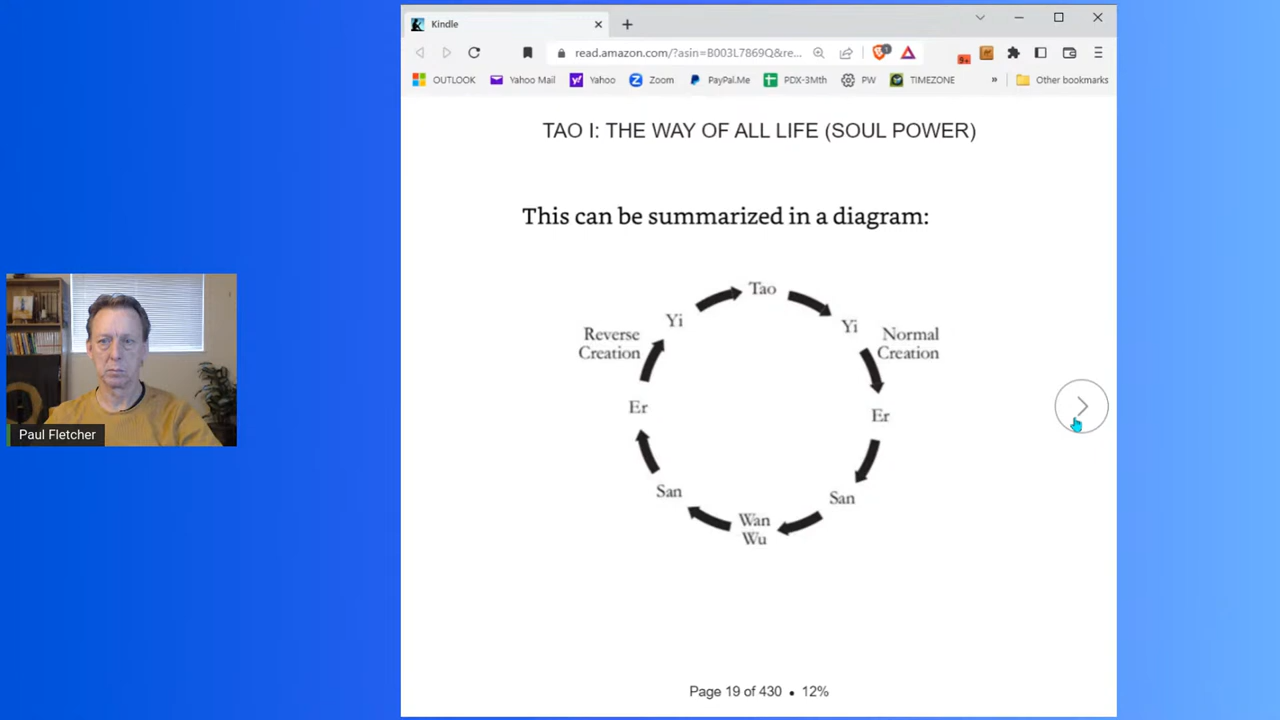 Kindle
read.amazon.com/?asin=B003L7869Q&re...
1
9+
OUTLOOK Yahoo Mail Yahoo Zoom PayPal.Me PDX-3Mth PW TIMEZONE » Other bookmarks
TAO I: THE WAY OF ALL LIFE (SOUL POWER)
This can be summarized in a diagram:
Tao
Yi
Yi
Reverse
Creation
Normal
Creation
Er
Er
San
San
Wan
Wu
Paul Fletcher
Page 19 of 430 • 12%